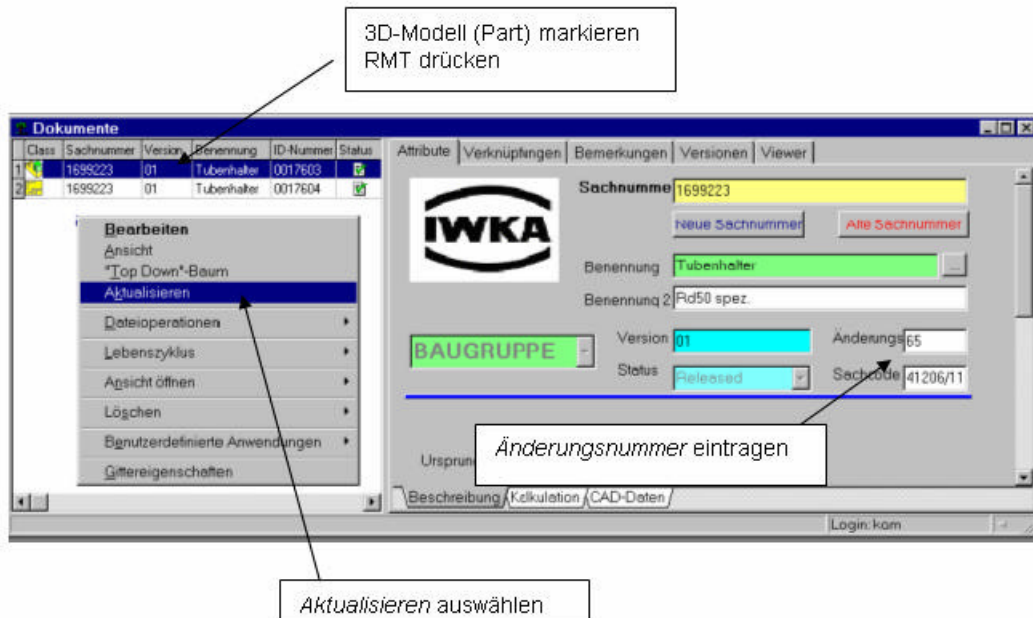 3D-Modell (Part) markieren
RMT drücken
Dokumente
Class Sachnummer Version Benennung ID-Nummer Status
1 1699223 01 Tubenhalter 0017603
2 1699223 01 Tubenhalter 0017604
Bearbeiten
Ansicht
"Top Down"-Baum
Aktualisieren
Dateioperationen
Lebenszyklus
Ansicht öffnen
Löschen
Benutzerdefinierte Anwendungen
Gittereigenschaften
Attribute Verknüpfungen Bemerkungen Versionen Viewer
IWKA
Sachnumme 1699223
Neue Sachnummer Alte Sachnummer
Benennung Tubenhalter ...
Benennung 2 Rd50 spez.
BAUGRUPPE
Version 01 Änderungs 65
Status Released Sachcode 41206/11
Änderungsnummer eintragen
Ursprun
Beschreibung Kalkulation CAD-Daten
Login: kom
Aktualisieren auswählen